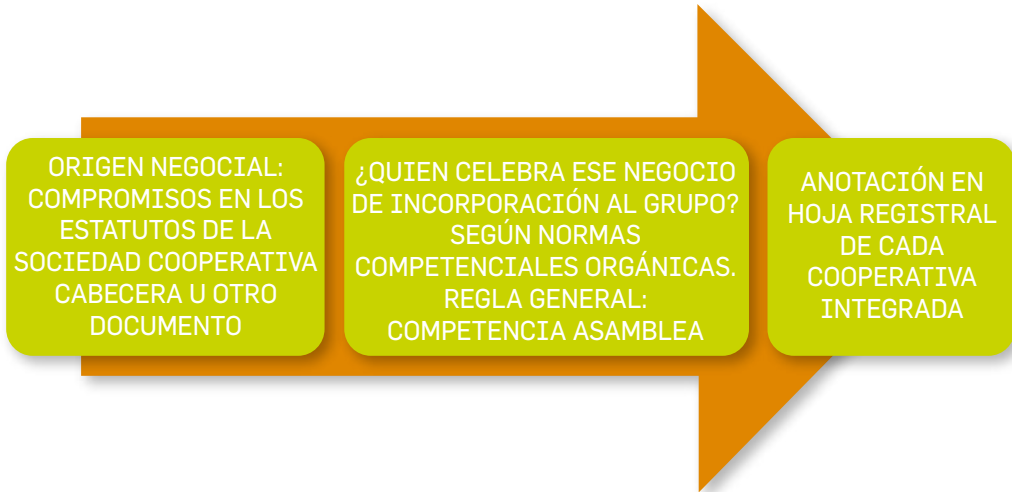 ORIGEN NEGOCIAL:
COMPROMISOS EN LOS
ESTATUTOS DE LA
SOCIEDAD COOPERATIVA
CABECERA U OTRO
DOCUMENTO
¿QUIEN CELEBRA ESE NEGOCIO
DE INCORPORACIÓN AL GRUPO?
SEGÚN NORMAS
COMPETENCIALES ORGÁNICAS.
REGLA GENERAL:
COMPETENCIA ASAMBLEA
ANOTACIÓN EN
HOJA REGISTRAL
DE CADA
COOPERATIVA
INTEGRADA